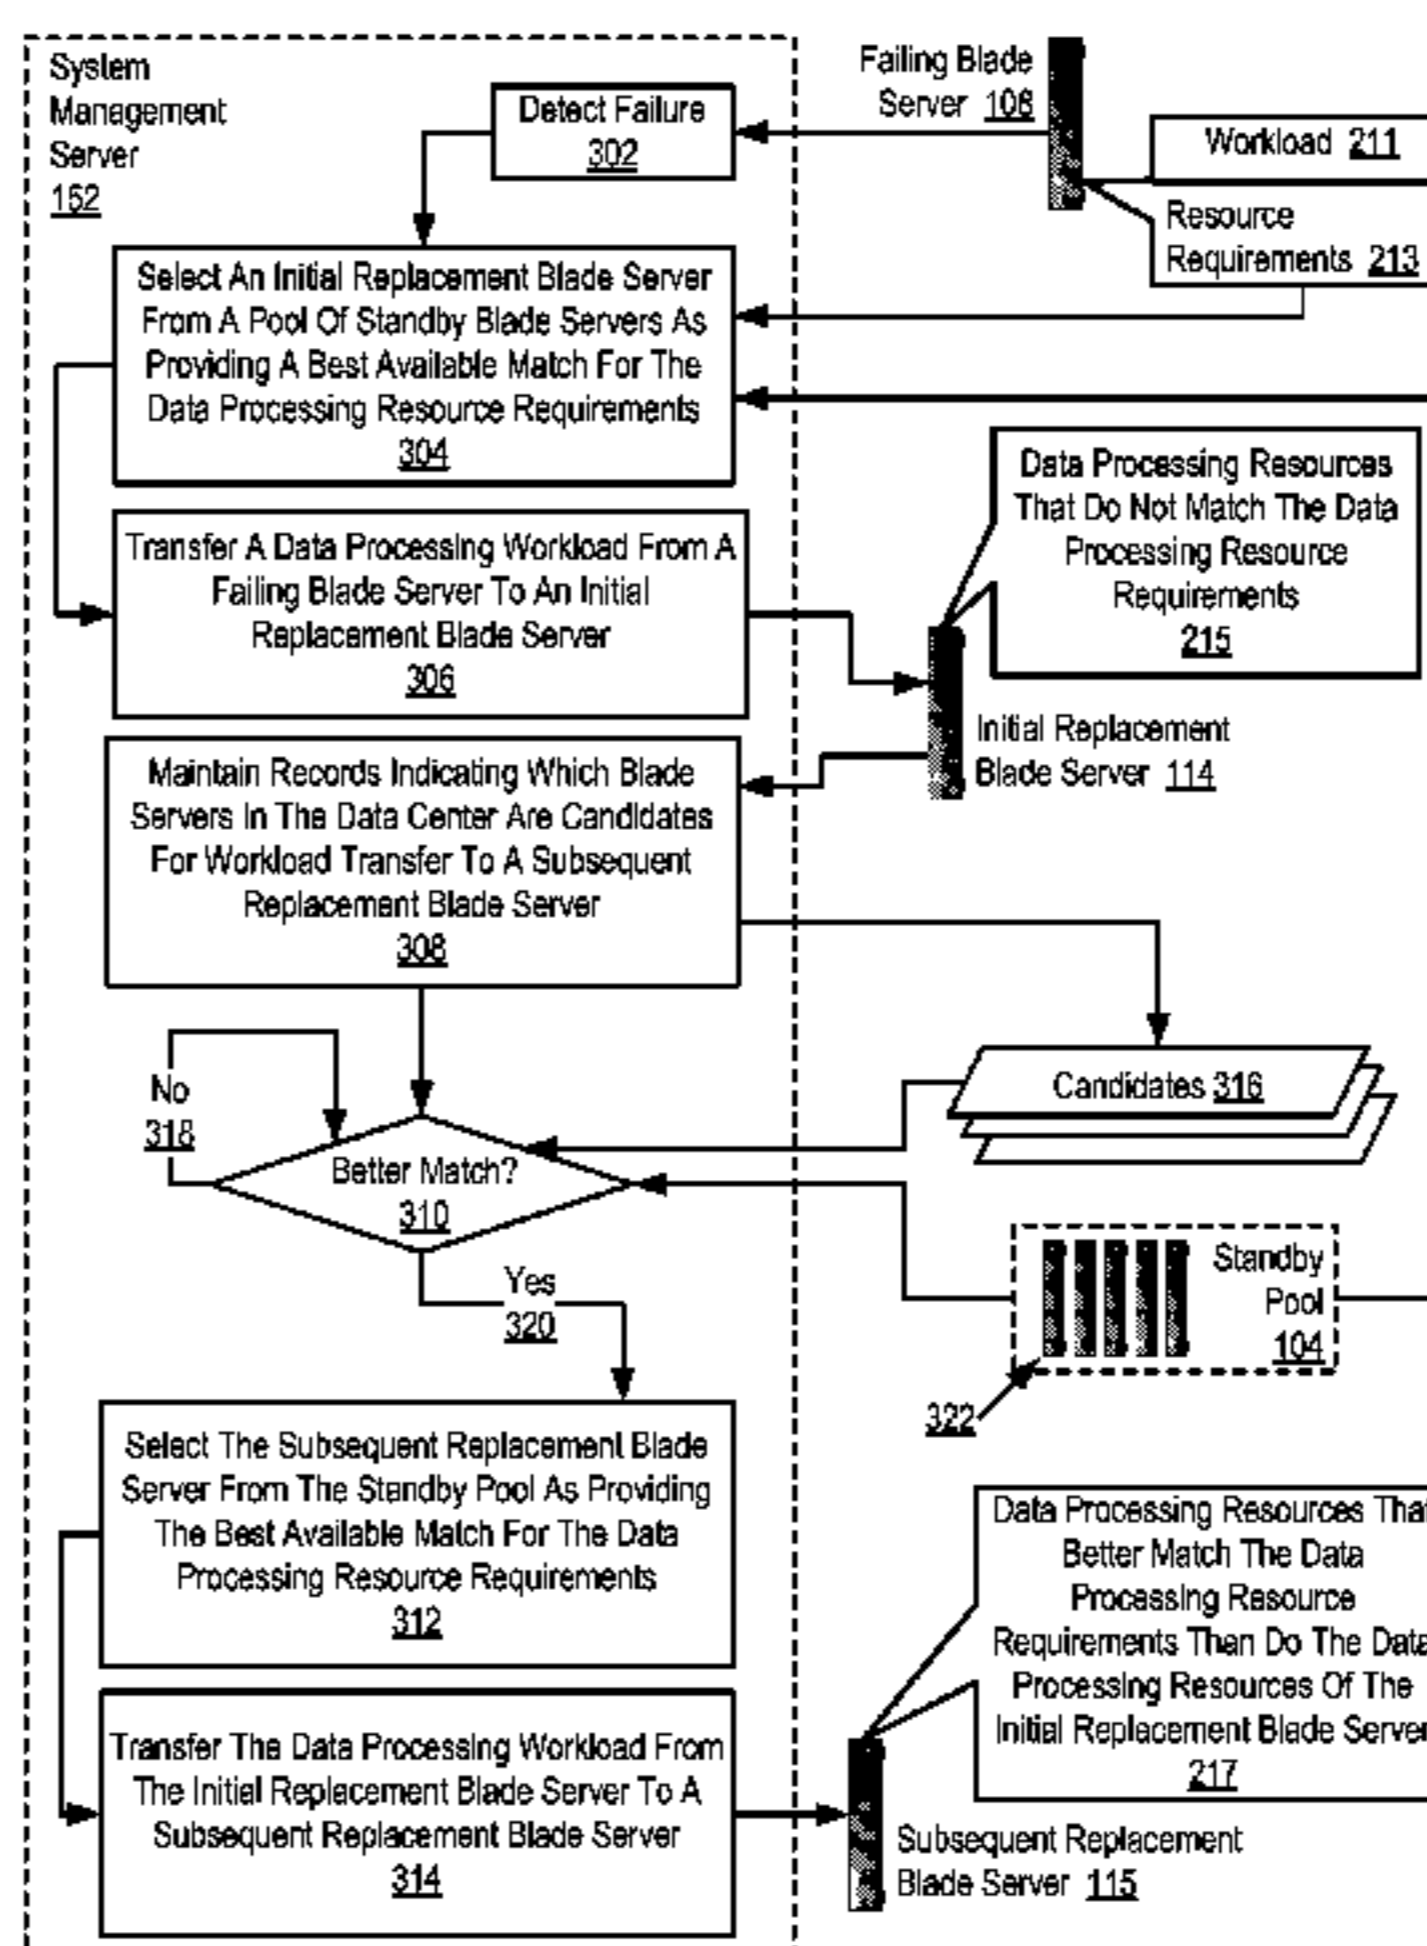 System
Management
Server
152
Detect Failure
302
Failing Blade
Server 106
Workload 211
Resource
Requirements 213
Select An Initial Replacement Blade Server
From A Pool Of Standby Blade Servers As
Providing A Best Available Match For The
Data Processing Resource Requirements
304
Data Processing Resources
That Do Not Match The Data
Processing Resource
Requirements
215
Transfer A Data Processing Workload From A
Failing Blade Server To An Initial
Replacement Blade Server
306
Initial Replacement
Blade Server 114
Maintain Records Indicating Which Blade
Servers In The Data Center Are Candidates
For Workload Transfer To A Subsequent
Replacement Blade Server
308
No
318
Candidates 316
Better Match?
310
Yes
320
Standby
Pool
104
322
Select The Subsequent Replacement Blade
Server From The Standby Pool As Providing
The Best Available Match For The Data
Processing Resource Requirements
312
Data Processing Resources That
Better Match The Data
Processing Resource
Requirements Than Do The Data
Processing Resources Of The
Initial Replacement Blade Server
217
Transfer The Data Processing Workload From
The Initial Replacement Blade Server To A
Subsequent Replacement Blade Server
314
Subsequent Replacement
Blade Server 115